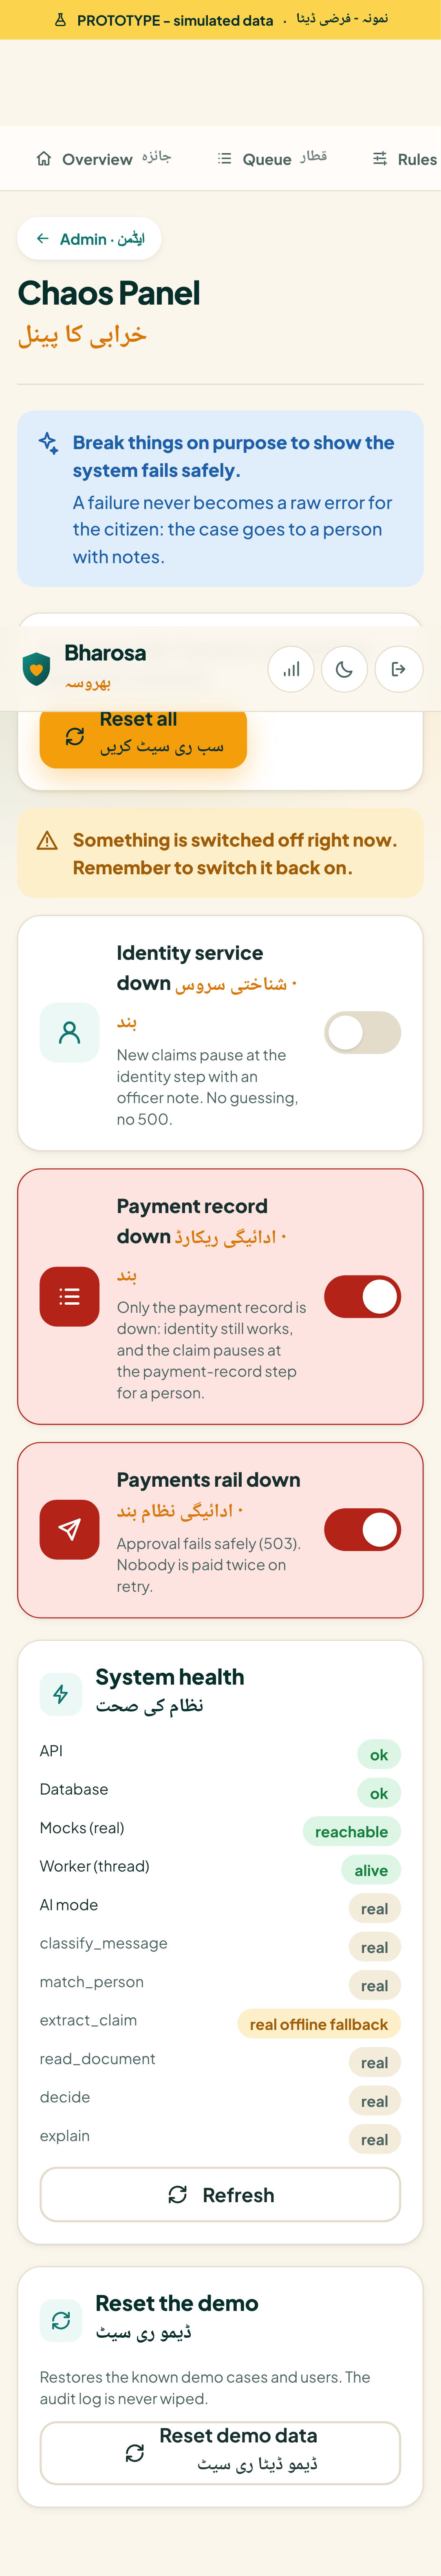 PROTOTYPE - simulated data · نمونہ - فرضی ڈیٹا
Overview جائزہ
Queue قطار
Rules
Admin · ایڈمن
Chaos Panel
خرابی کا پینل
Break things on purpose to show the
system fails safely.
A failure never becomes a raw error for
the citizen: the case goes to a person
with notes.
Bharosa
بھروسہ
Reset all
سب ری سیٹ کریں
Something is switched off right now.
Remember to switch it back on.
Identity service
down · شناختی سروس
بند
New claims pause at the
identity step with an
officer note. No guessing,
no 500.
Payment record
down · ادائیگی ریکارڈ
بند
Only the payment record is
down: identity still works,
and the claim pauses at
the payment-record step
for a person.
Payments rail down
· ادائیگی نظام بند
Approval fails safely (503).
Nobody is paid twice on
retry.
System health
نظام کی صحت
API ok
Database ok
Mocks (real) reachable
Worker (thread) alive
AI mode real
classify_message real
match_person real
extract_claim real offline fallback
read_document real
decide real
explain real
Refresh
Reset the demo
ڈیمو ری سیٹ
Restores the known demo cases and users. The
audit log is never wiped.
Reset demo data
ڈیمو ڈیٹا ری سیٹ